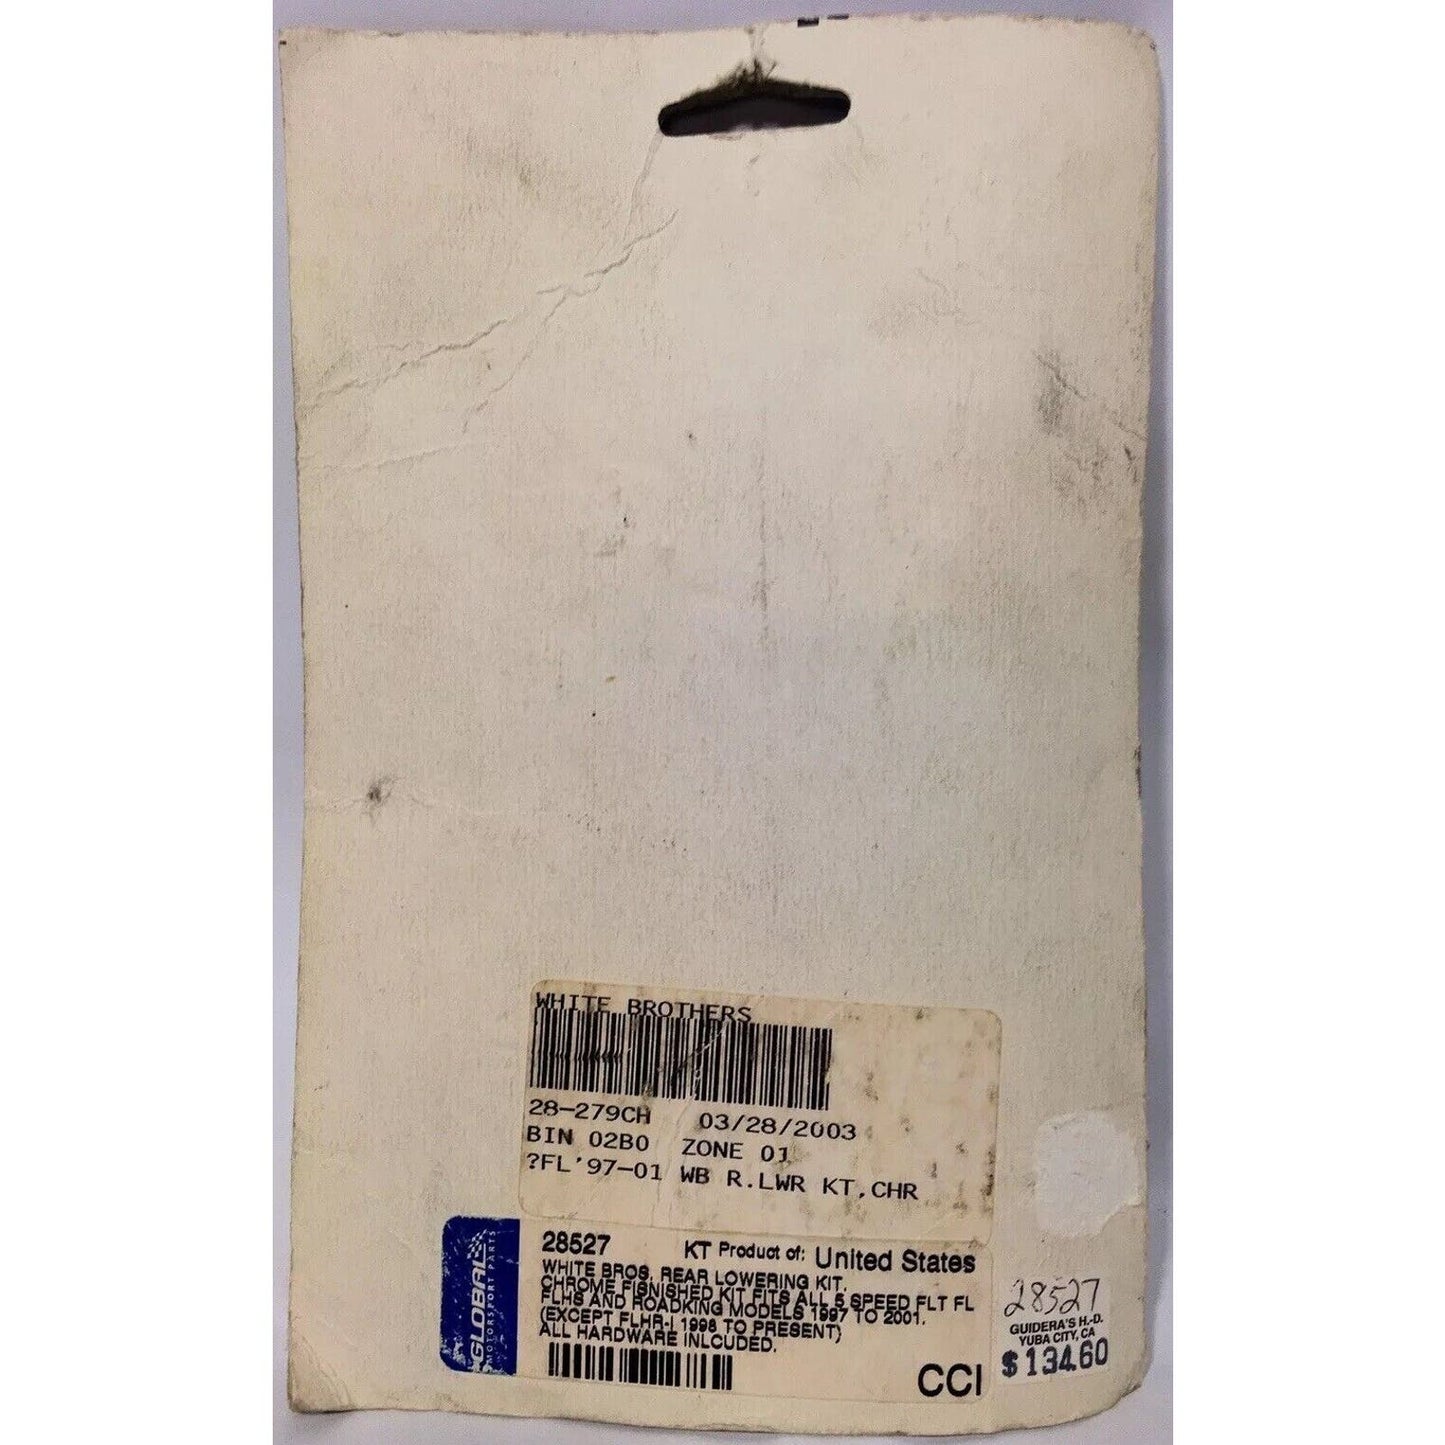 WHITE BROTHERS
28-279CH 03/28/2003
BIN 02B0 ZONE 01
?FL'97-01 WB R.LWR KT,CHR
GLOBAL
MOTORSPORT PARTS
28527 KT Product of: United States
WHITE BROS. REAR LOWERING KIT.
CHROME FISNISHED KIT FITS ALL 5 SPEED FLT FL
FLHS AND ROADKING MODELS 1997 TO 2001.
(EXCEPT FLHR-I 1998 TO PRESENT)
ALL HARDWARE INLCUDED.
CCI
28527
GUIDERA'S H.-D.
YUBA CITY, CA
$134.60